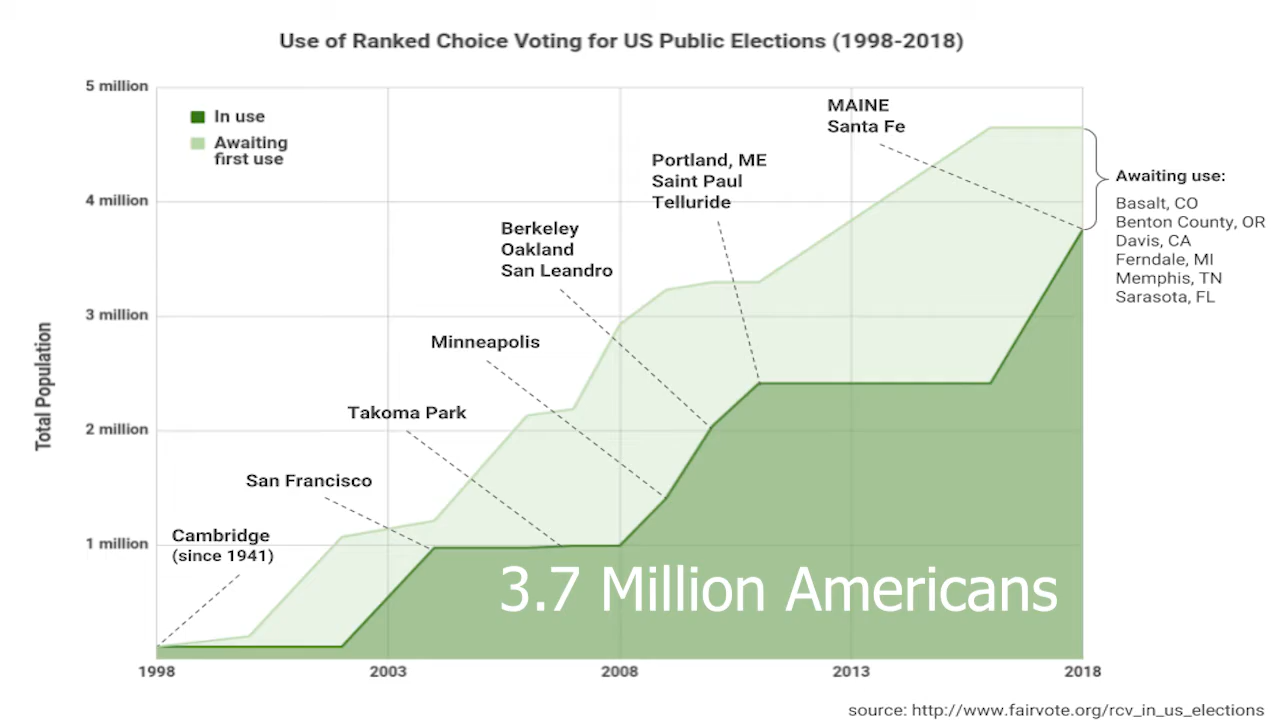 Use of Ranked Choice Voting for US Public Elections (1998-2018)
5 million
In use
Awaiting
first use
MAINE
Santa Fe
Portland, ME
Saint Paul
Telluride
Awaiting use:
Basalt, CO
Benton County, OR
Davis, CA
Ferndale, MI
Memphis, TN
Sarasota, FL
4 million
Berkeley
Oakland
San Leandro
3 million
Minneapolis
Total Population
Takoma Park
2 million
San Francisco
Cambridge
(since 1941)
1 million
3.7 Million Americans
1998
2003
2008
2013
2018
source: http://www.fairvote.org/rcv_in_us_elections